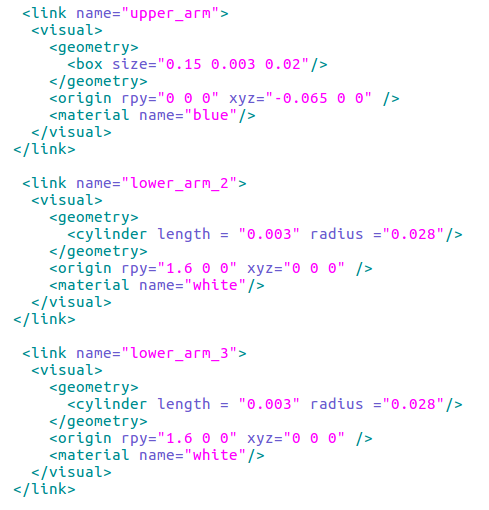 <link name="upper_arm">
<visual>
<geometry>
<box size="0.15 0.003 0.02"/>
</geometry>
<origin rpy="0 0 0" xyz="-0.065 0 0" />
<material name="blue"/>
</visual>
</link>
<link name="lower_arm_2">
<visual>
<geometry>
<cylinder length = "0.003" radius ="0.028"/>
</geometry>
<origin rpy="1.6 0 0" xyz="0 0 0" />
<material name="white"/>
</visual>
</link>
<link name="lower_arm_3">
<visual>
<geometry>
<cylinder length = "0.003" radius ="0.028"/>
</geometry>
<origin rpy="1.6 0 0" xyz="0 0 0" />
<material name="white"/>
</visual>
</link>